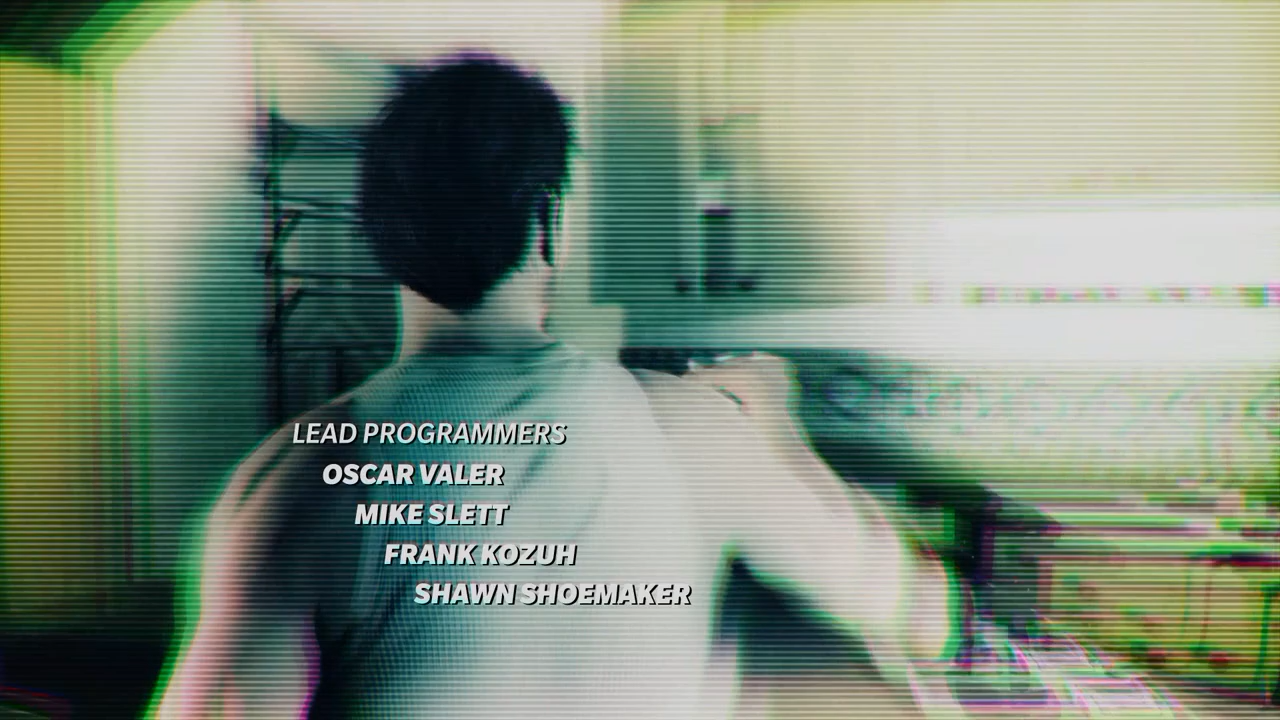 LEAD PROGRAMMERS
OSCAR VALER
MIKE SLETT
FRANK KOZUH
SHAWN SHOEMAKER